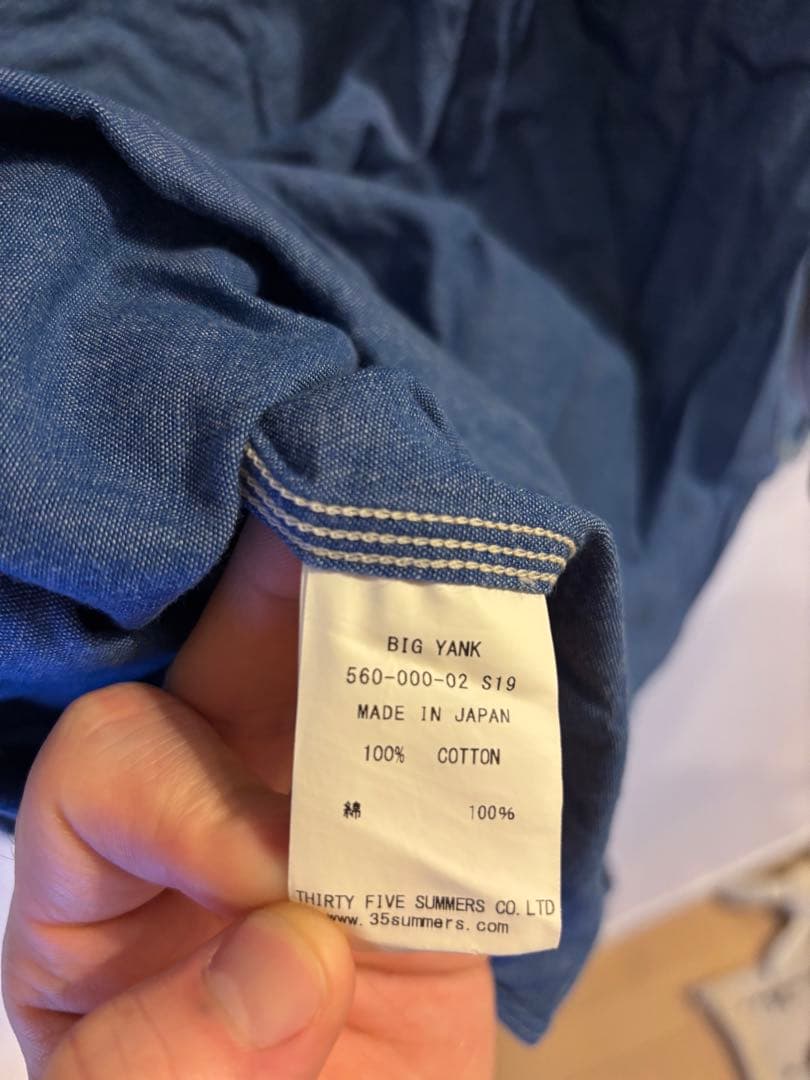 BIG YANK
560-000-02 S19
MADE IN JAPAN
100% COTTON
綿 100%
THIRTY FIVE SUMMERS CO. LTD
www. 35summers. com